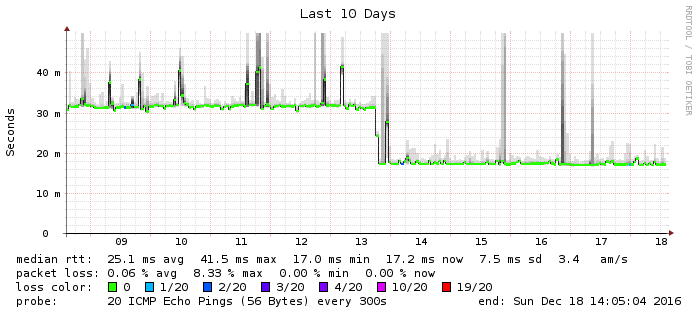 Last 10 Days
RRDTOOL / TOBI OETIKER
Seconds
40 m
30 m
20 m
10 m
0
09 10 11 12 13 14 15 16 17 18
median rtt: 25.1 ms avg 41.5 ms max 17.0 ms min 17.2 ms now 7.5 ms sd 3.4 am/s
packet loss: 0.06 % avg 8.33 % max 0.00 % min 0.00 % now
loss color: 0 1/20 2/20 3/20 4/20 10/20 19/20
probe: 20 ICMP Echo Pings (56 Bytes) every 300s end: Sun Dec 18 14:05:04 2016